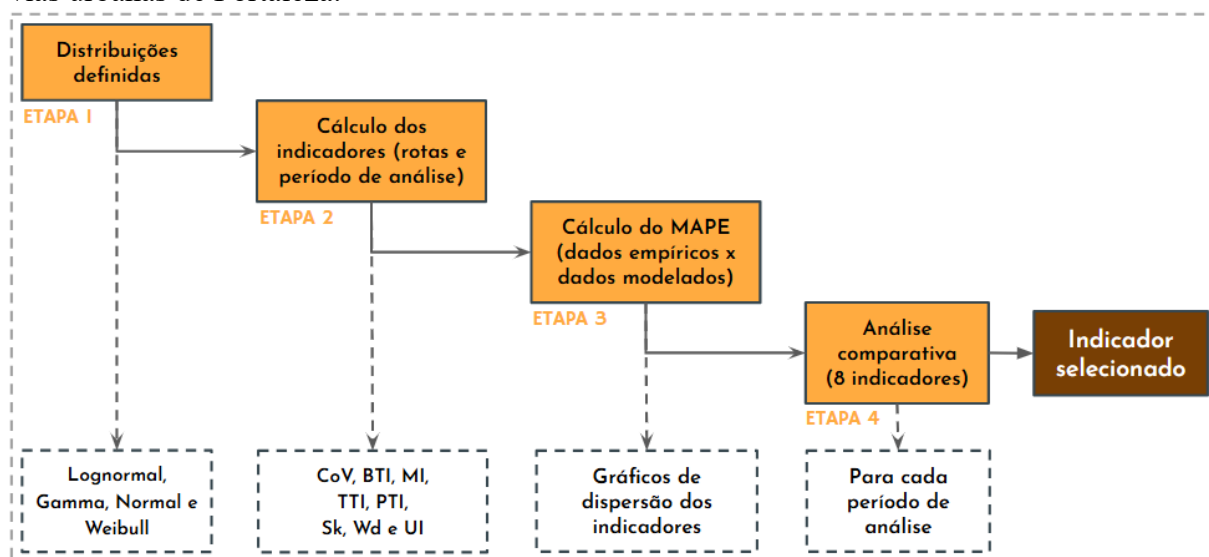 Distribuições
definidas
ETAPA 1
Cálculo dos
indicadores (rotas e
período de análise)
ETAPA 2
Cálculo do MAPE
(dados empíricos x
dados modelados)
ETAPA 3
Análise
comparativa
(8 indicadores)
ETAPA 4
Indicador
selecionado
Lognormal,
Gamma, Normal e
Weibull
CoV, BTI, MI,
TTI, PTI,
Sk, Wd e UI
Gráficos de
dispersão dos
indicadores
Para cada
período de
análise